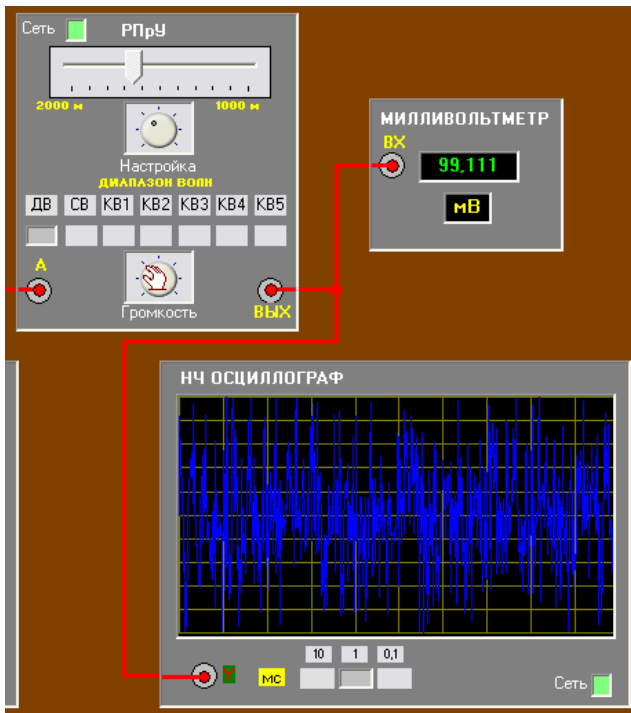 Сеть РПрУ
2000 м 1000 м
Настройка
ДИАПАЗОН ВОЛН
ДВ СВ КВ1 КВ2 КВ3 КВ4 КВ5
А
Громкость
ВЫХ
МИЛЛИВОЛЬТМЕТР
ВХ
99,111
мВ
НЧ ОСЦИЛЛОГРАФ
10 1 0,1
Y МС
Сеть